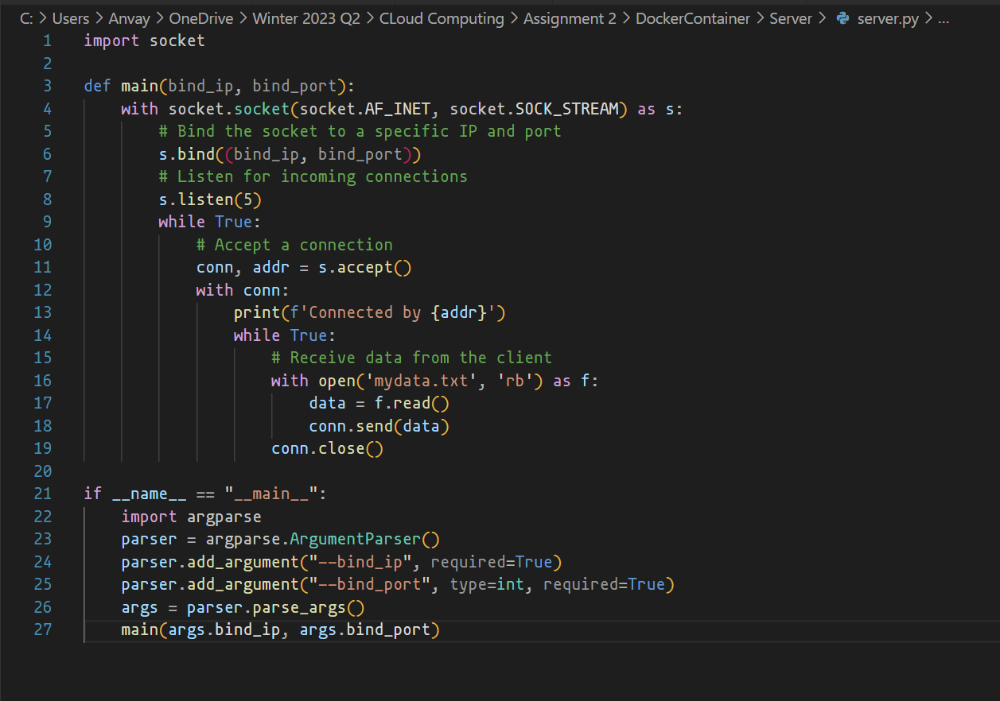 C: > Users > Anvay > OneDrive > Winter 2023 Q2 > CLoud Computing > Assignment 2 > DockerContainer > Server > server.py > ...
1 import socket
2
3 def main(bind_ip, bind_port):
4     with socket.socket(socket.AF_INET, socket.SOCK_STREAM) as s:
5         # Bind the socket to a specific IP and port
6         s.bind((bind_ip, bind_port))
7         # Listen for incoming connections
8         s.listen(5)
9         while True:
10             # Accept a connection
11             conn, addr = s.accept()
12             with conn:
13                 print(f'Connected by {addr}')
14                 while True:
15                     # Receive data from the client
16                     with open('mydata.txt', 'rb') as f:
17                         data = f.read()
18                         conn.send(data)
19                     conn.close()
20
21 if __name__ == "__main__":
22     import argparse
23     parser = argparse.ArgumentParser()
24     parser.add_argument("--bind_ip", required=True)
25     parser.add_argument("--bind_port", type=int, required=True)
26     args = parser.parse_args()
27     main(args.bind_ip, args.bind_port)